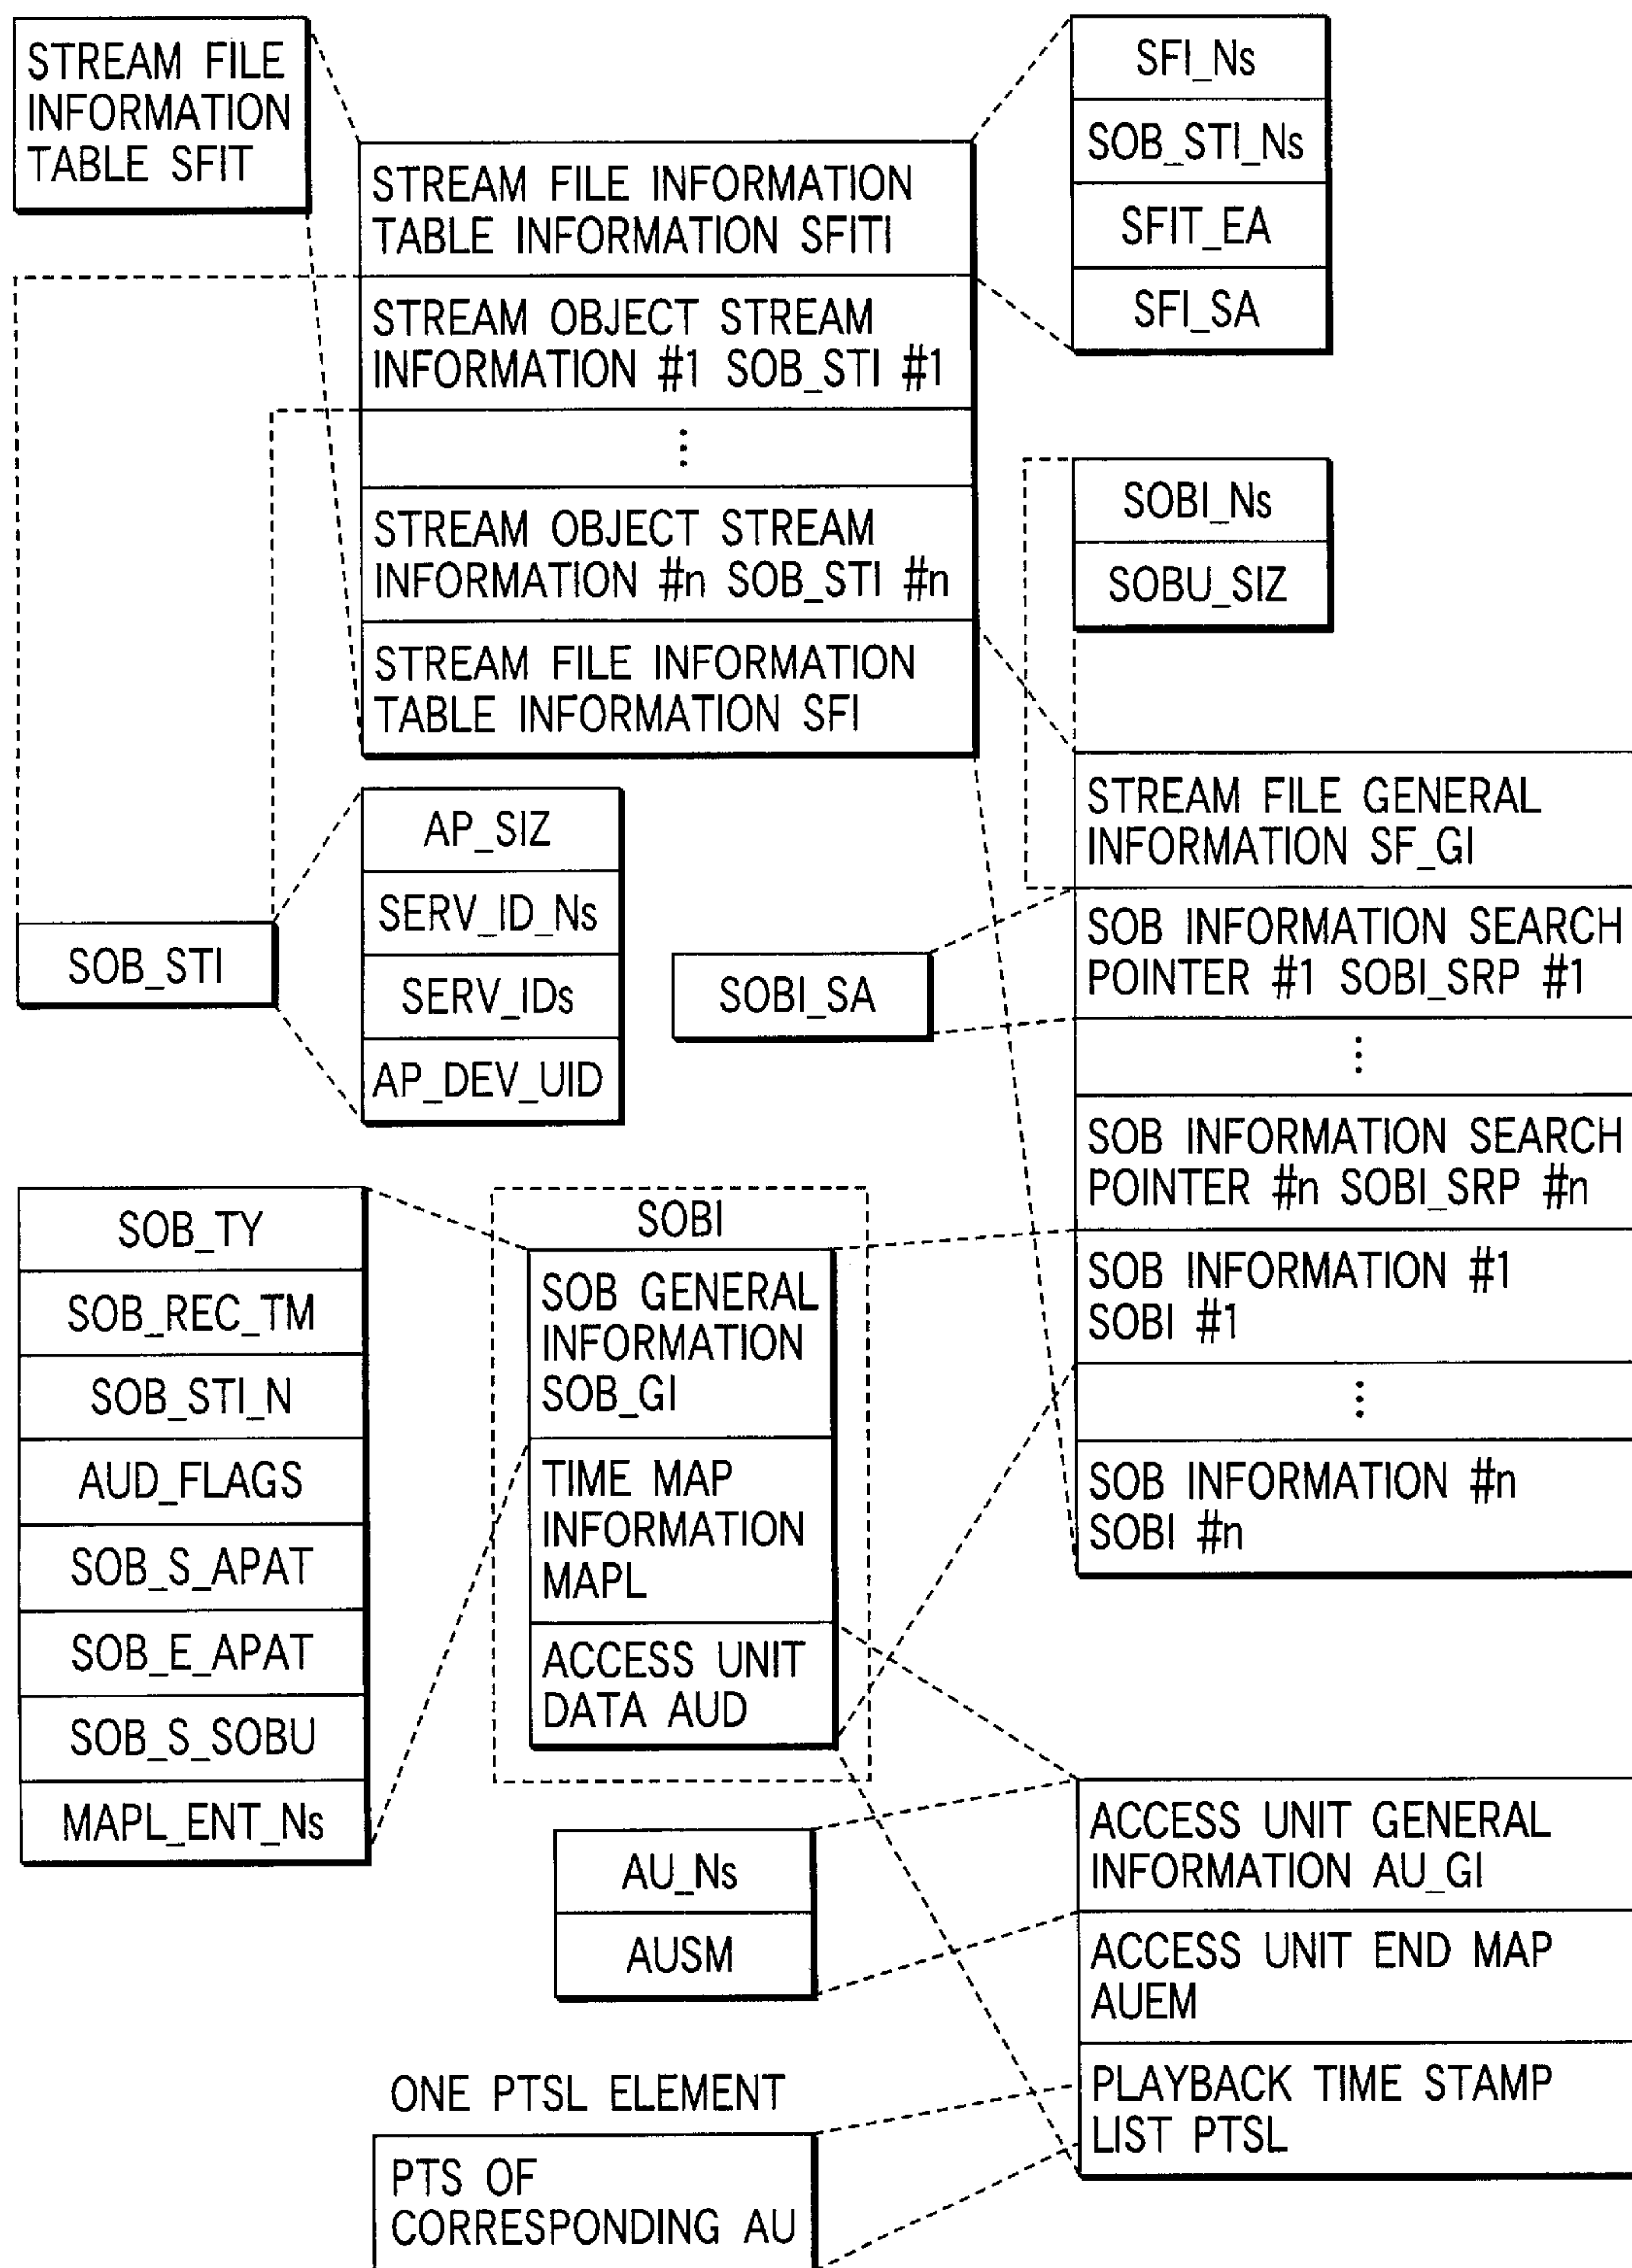 STREAM FILE
INFORMATION
TABLE SFIT
STREAM FILE INFORMATION
TABLE INFORMATION SFITI
STREAM OBJECT STREAM
INFORMATION #1 SOB_STI #1
⋮
STREAM OBJECT STREAM
INFORMATION #n SOB_STI #n
STREAM FILE INFORMATION
TABLE INFORMATION SFI
SFI_Ns
SOB_STI_Ns
SFIT_EA
SFI_SA
SOBI_Ns
SOBU_SIZ
SOB_STI
AP_SIZ
SERV_ID_Ns
SERV_IDs
AP_DEV_UID
SOBI_SA
STREAM FILE GENERAL
INFORMATION SF_GI
SOB INFORMATION SEARCH
POINTER #1 SOBI_SRP #1
⋮
SOB INFORMATION SEARCH
POINTER #n SOBI_SRP #n
SOB INFORMATION #1
SOBI #1
⋮
SOB INFORMATION #n
SOBI #n
SOB_TY
SOB_REC_TM
SOB_STI_N
AUD_FLAGS
SOB_S_APAT
SOB_E_APAT
SOB_S_SOBU
MAPL_ENT_Ns
SOBI
SOB GENERAL
INFORMATION
SOB_GI
TIME MAP
INFORMATION
MAPL
ACCESS UNIT
DATA AUD
AU_Ns
AUSM
ACCESS UNIT GENERAL
INFORMATION AU_GI
ACCESS UNIT END MAP
AUEM
PLAYBACK TIME STAMP
LIST PTSL
ONE PTSL ELEMENT
PTS OF
CORRESPONDING AU